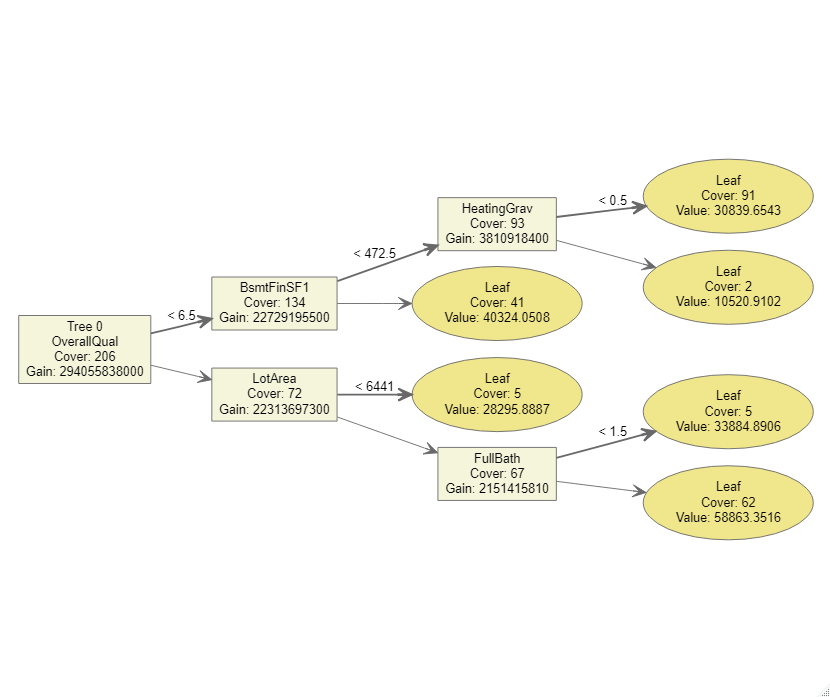 Tree 0
OverallQual
Cover: 206
Gain: 294055838000
< 6.5
BsmtFinSF1
Cover: 134
Gain: 22729195500
LotArea
Cover: 72
Gain: 22313697300
< 472.5
HeatingGrav
Cover: 93
Gain: 3810918400
Leaf
Cover: 41
Value: 40324.0508
< 6441
Leaf
Cover: 5
Value: 28295.8887
FullBath
Cover: 67
Gain: 2151415810
< 0.5
Leaf
Cover: 91
Value: 30839.6543
Leaf
Cover: 2
Value: 10520.9102
< 1.5
Leaf
Cover: 5
Value: 33884.8906
Leaf
Cover: 62
Value: 58863.3516